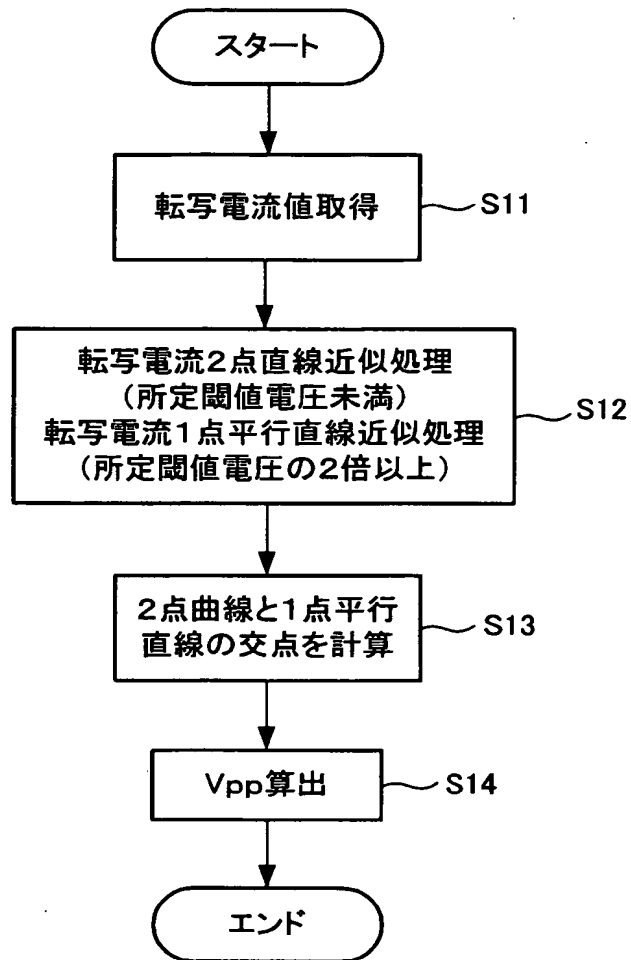 スタート
転写電流値取得
S11
転写電流2点直線近似処理
(所定閾値電圧未満)
転写電流1点平行直線近似処理
(所定閾値電圧の2倍以上)
S12
2点曲線と1点平行
直線の交点を計算
S13
Vpp算出
S14
エンド